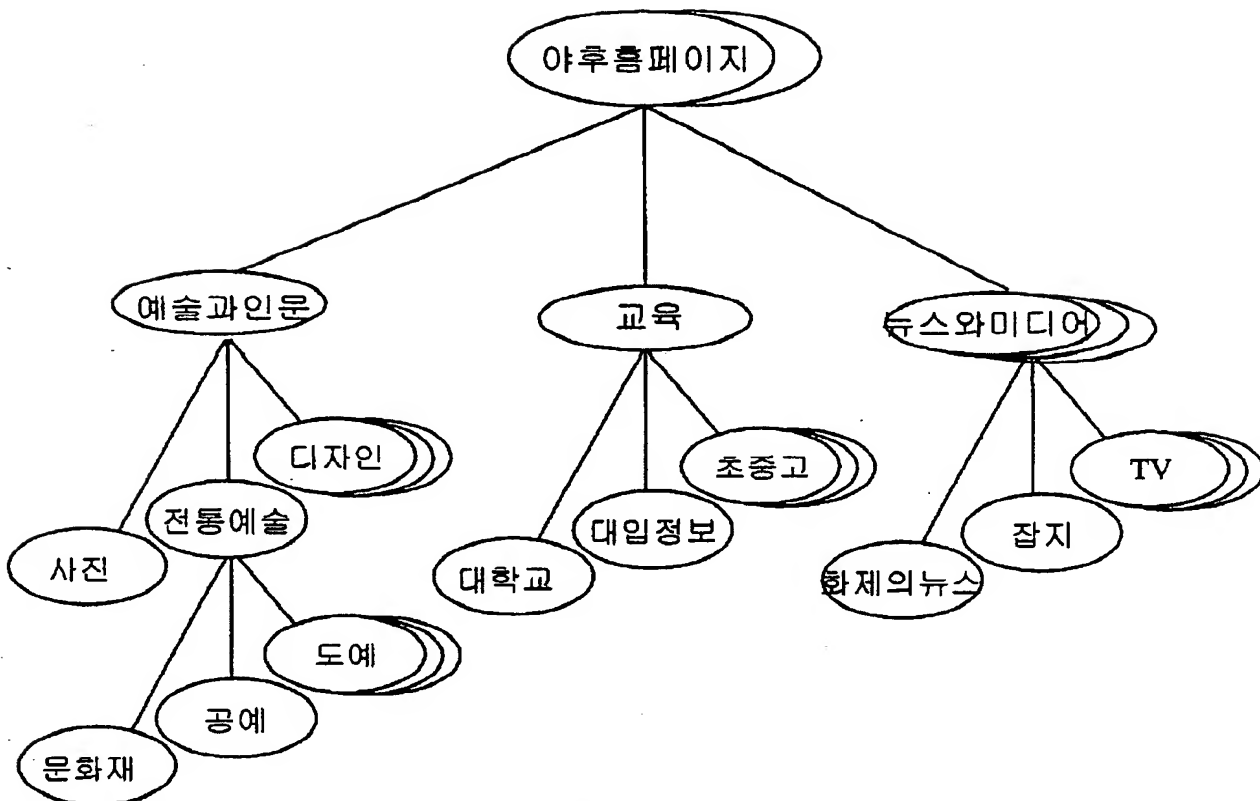 야후홈페이지
예술과인문
교육
뉴스와미디어
디자인
전통예술
사진
초중고
대입정보
대학교
TV
잡지
화제의뉴스
도예
공예
문화재